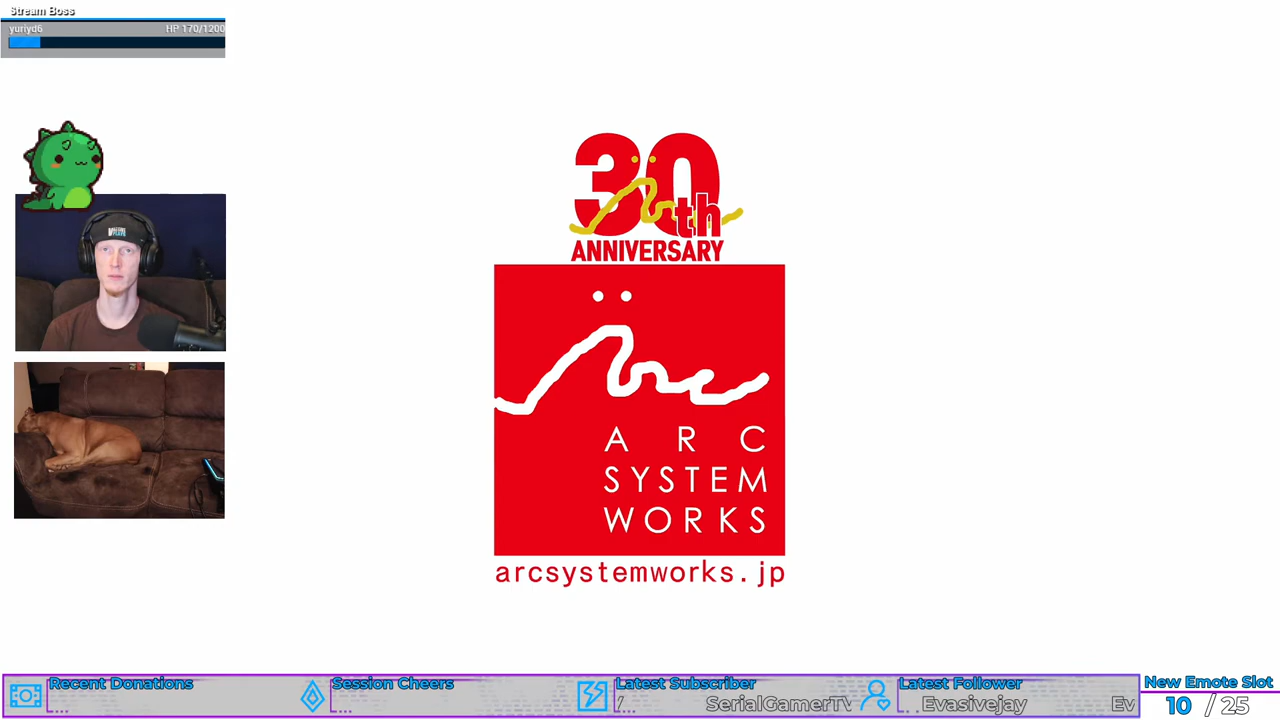 Stream Boss
yuriyd6 HP 170/1200
30th
ANNIVERSARY
Arc
ARC
SYSTEM
WORKS
arcsystemworks.jp
Recent Donations
...
Session Cheers
...
Latest Subscriber
/ SerialGamerTV
Latest Follower
. . Evasivejay Ev
New Emote Slot
10 / 25